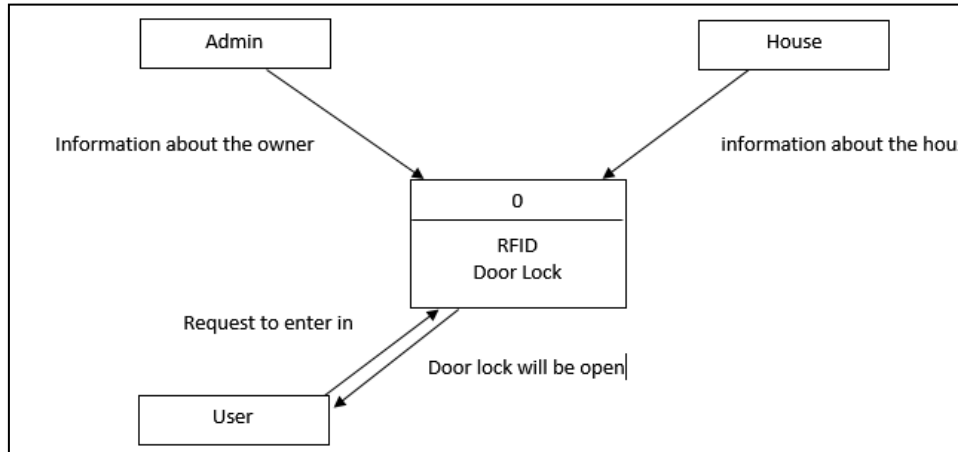 Admin
House
Information about the owner
information about the hou
0
RFID
Door Lock
Request to enter in
Door lock will be open
User